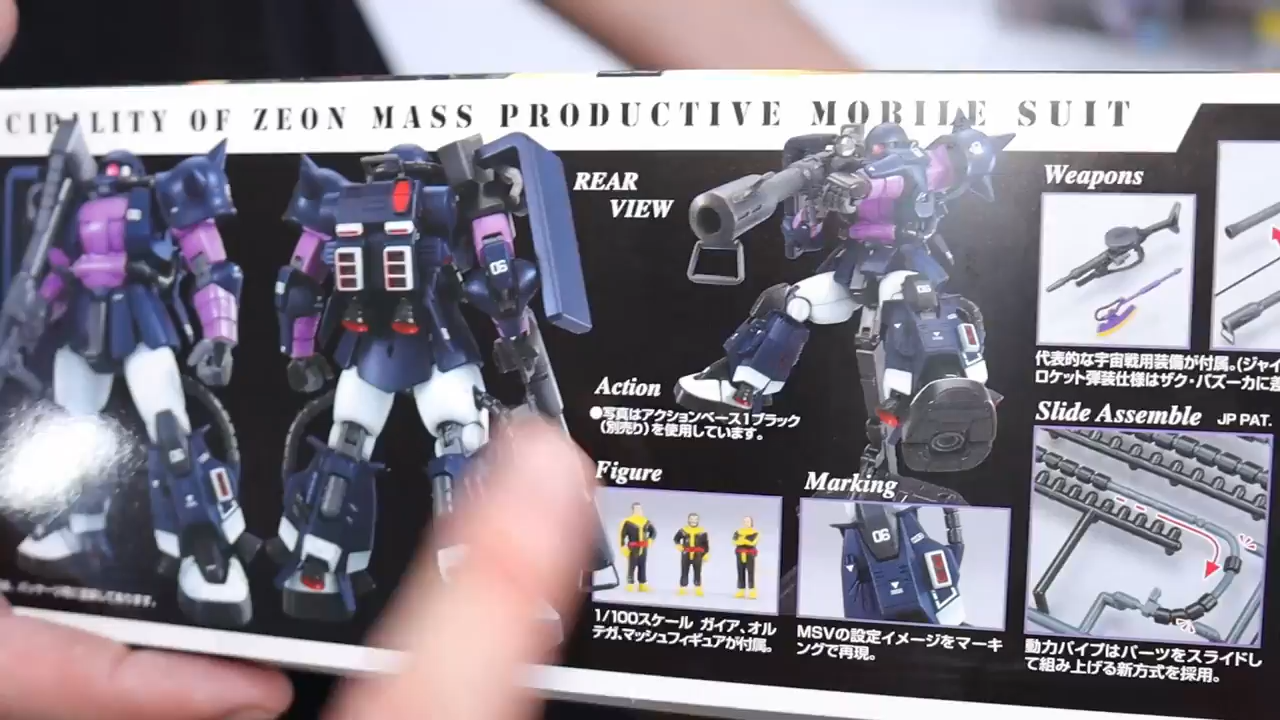 CIPALITY OF ZEON MASS PRODUCTIVE MOBILE SUIT
REAR
VIEW
06
Action
●写真はアクションベース1ブラック
(別売り)を使用しています。
Figure
1/100スケール ガイア、オル
テガ、マッシュフィギュアが付属。
Marking
06
MSVの設定イメージをマーキ
ングで再現。
Weapons
代表的な宇宙戦用装備が付属。(ジャイ
ロケット弾装仕様はザク・バズーカに
Slide Assemble JP PAT.
動力パイプはパーツをスライドし
て組み上げる新方式を採用。